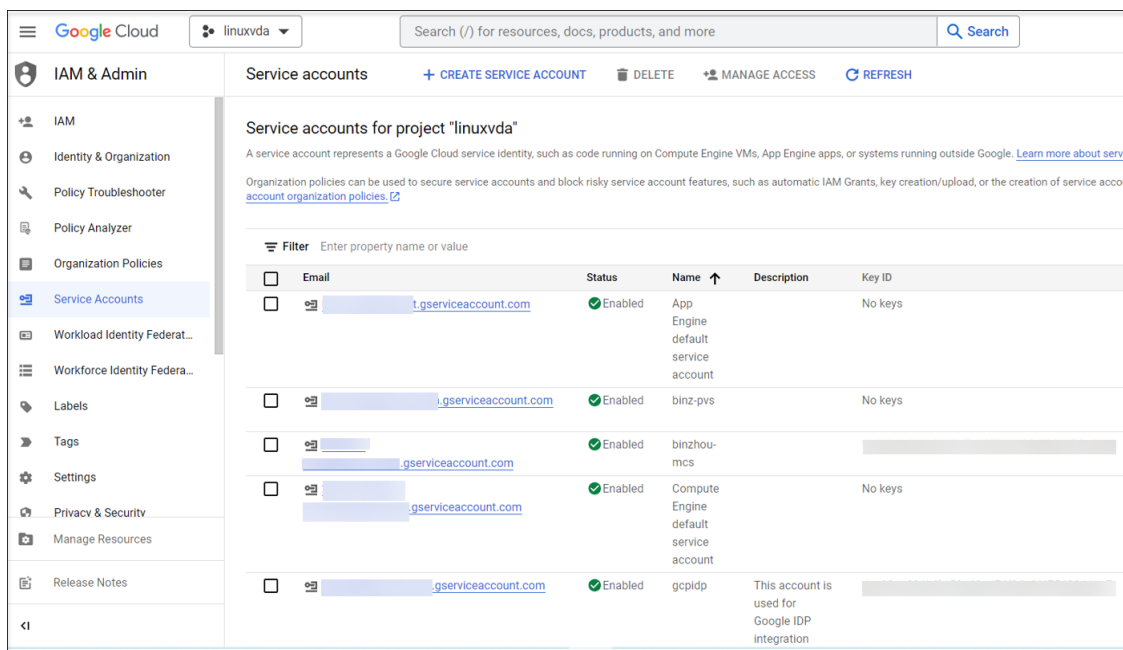 Google Cloud
linuxvda
Search (/) for resources, docs, products, and more
Search
IAM & Admin
Service accounts
CREATE SERVICE ACCOUNT
DELETE
MANAGE ACCESS
REFRESH
IAM
Identity & Organization
Policy Troubleshooter
Policy Analyzer
Organization Policies
Service Accounts
Workload Identity Federat...
Workforce Identity Federa...
Labels
Tags
Settings
Privacy & Security
Manage Resources
Release Notes
Service accounts for project "linuxvda"
A service account represents a Google Cloud service identity, such as code running on Compute Engine VMs, App Engine apps, or systems running outside Google. Learn more about serv
Organization policies can be used to secure service accounts and block risky service account features, such as automatic IAM Grants, key creation/upload, or the creation of service acco
account organization policies.
Filter Enter property name or value
Email Status Name Description Key ID
t.gserviceaccount.com Enabled App No keys
Engine
default
service
account
.gserviceaccount.com Enabled binz-pvs No keys
Enabled binzhou-
.gserviceaccount.com mcs
Enabled Compute No keys
.gserviceaccount.com Engine
default
service
account
.gserviceaccount.com Enabled gcpidp This account is
used for
Google IDP
integration